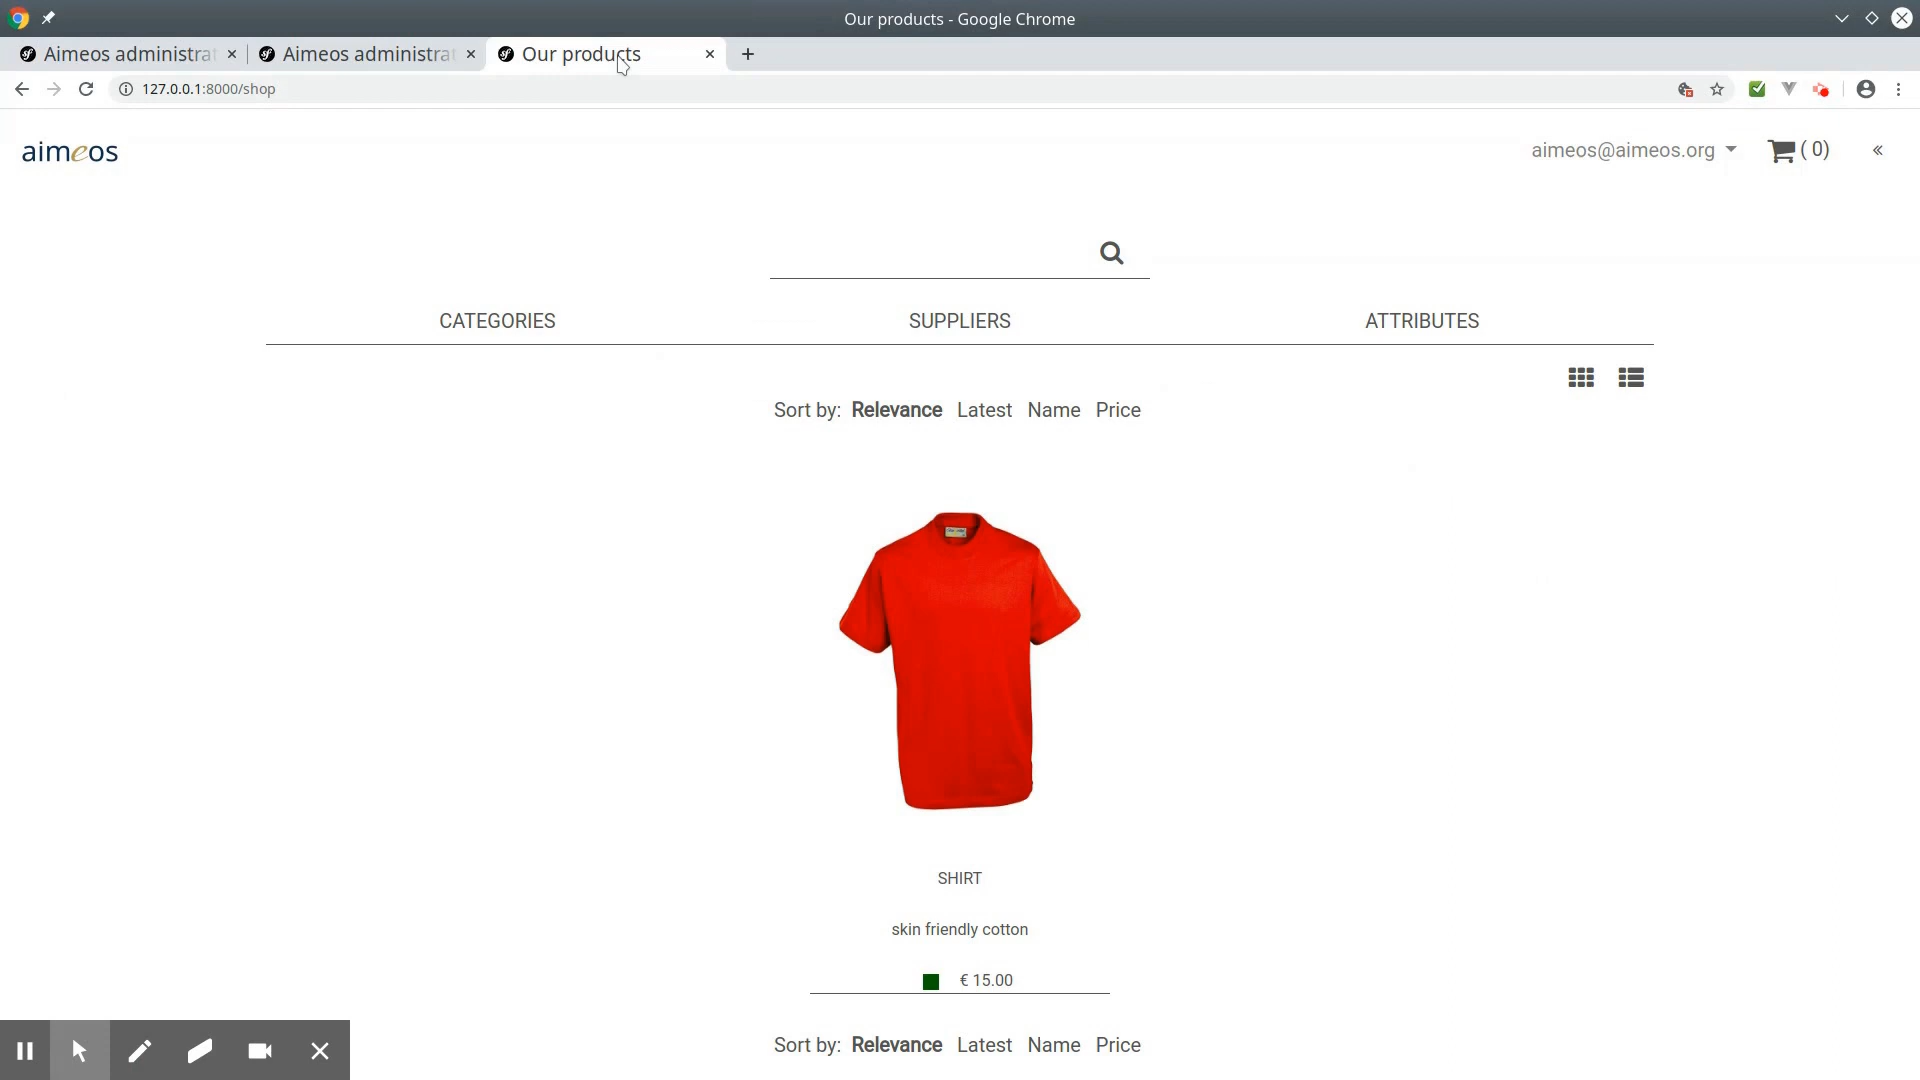 Our products - Google Chrome
Aimeos administrat
Aimeos administrat
Our products
127.0.0.1:8000/shop
aimeos
aimeos@aimeos.org
( 0)
«
CATEGORIES
SUPPLIERS
ATTRIBUTES
Sort by: Relevance Latest Name Price
SHIRT
skin friendly cotton
€ 15.00
Sort by: Relevance Latest Name Price